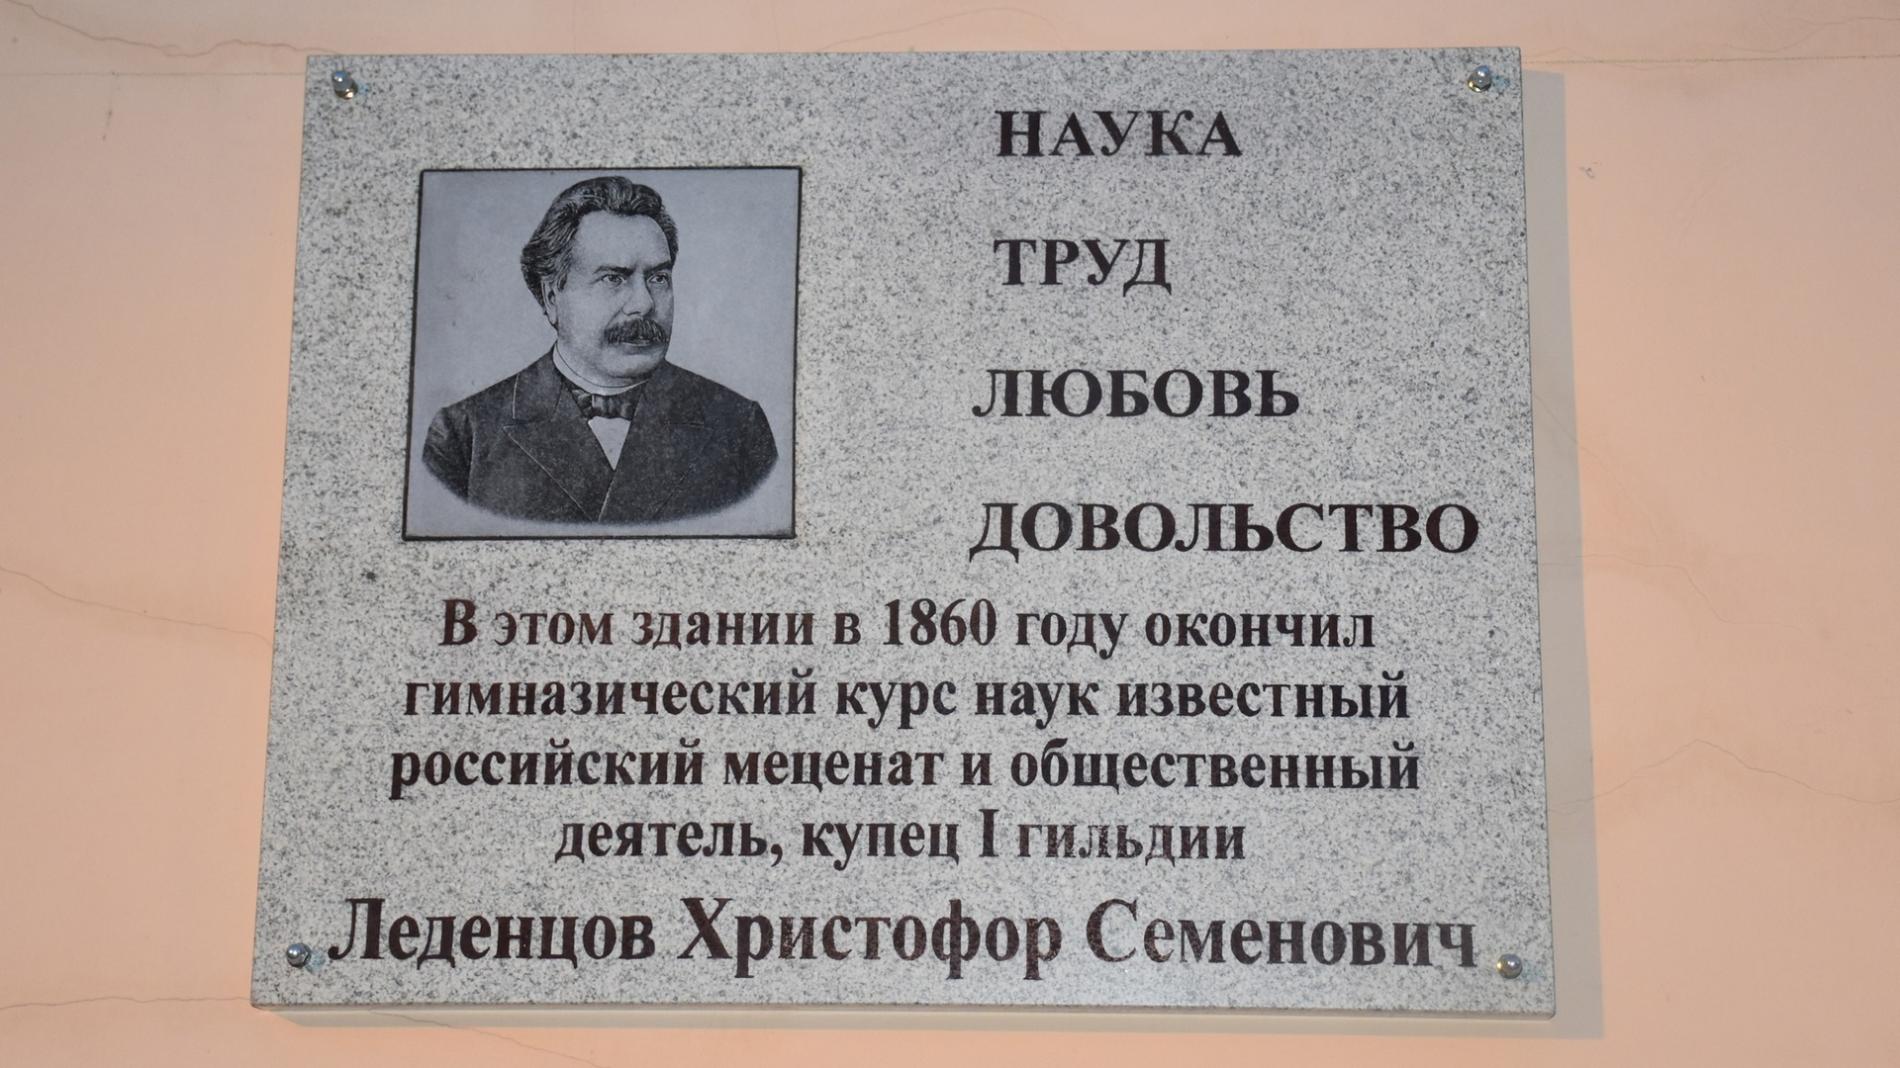 НАУКА
ТРУД
ЛЮБОВЬ
ДОВОЛЬСТВО
В этом здании в 1860 году окончил
гимназический курс наук известный
российский меценат и общественный
деятель, купец I гильдии
Леденцов Христофор Семенович